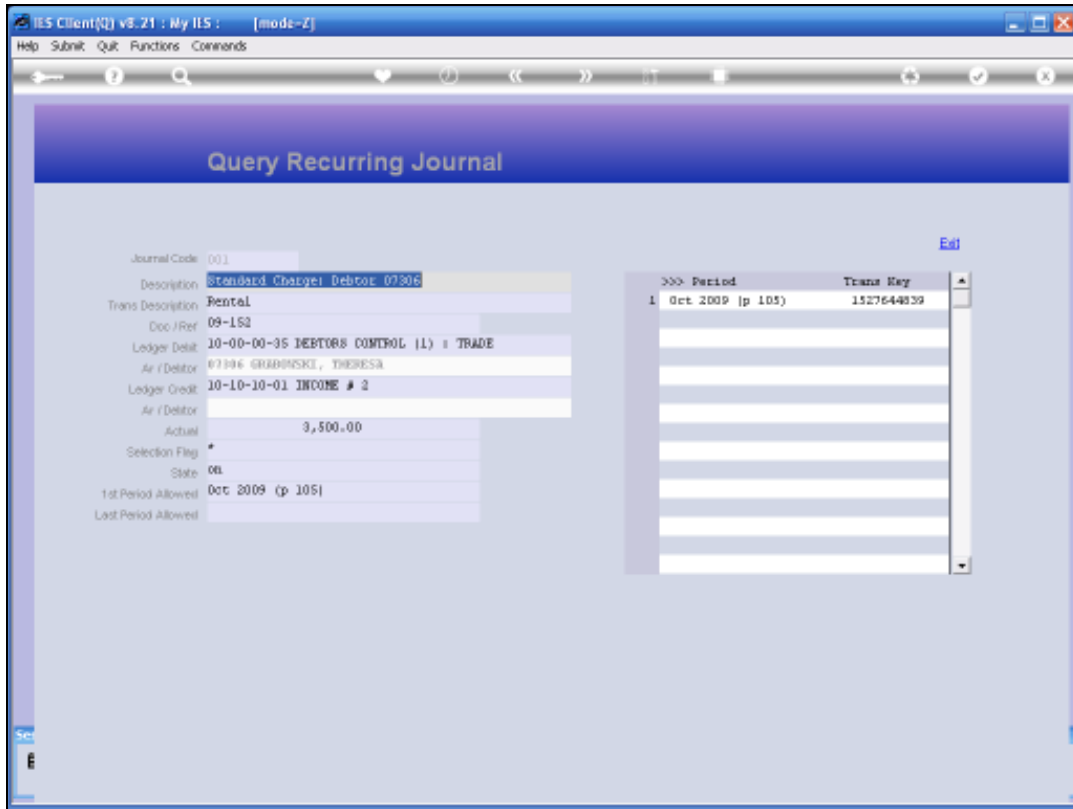 IES Client(Q) v8.21 : My IES : [mode-Z]
Help Submit Quit Functions Commands
Query Recurring Journal
Exit
Journal Code 001
Description Standard Charge: Debtor 07306
Trans Description Rental
Doc / Ref 09-152
Ledger Debit 10-00-00-35 DEBTORS CONTROL (1) : TRADE
Ar / Debtor 07306 GRABOWSKI, THERESA
Ledger Credit 10-10-10-01 INCOME # 2
Ar / Debtor
Actual 3,500.00
Selection Flag *
State on
1st Period Allowed Oct 2009 (p 105)
Last Period Allowed
>>> Period Trans Key
1 Oct 2009 (p 105) 1527644839